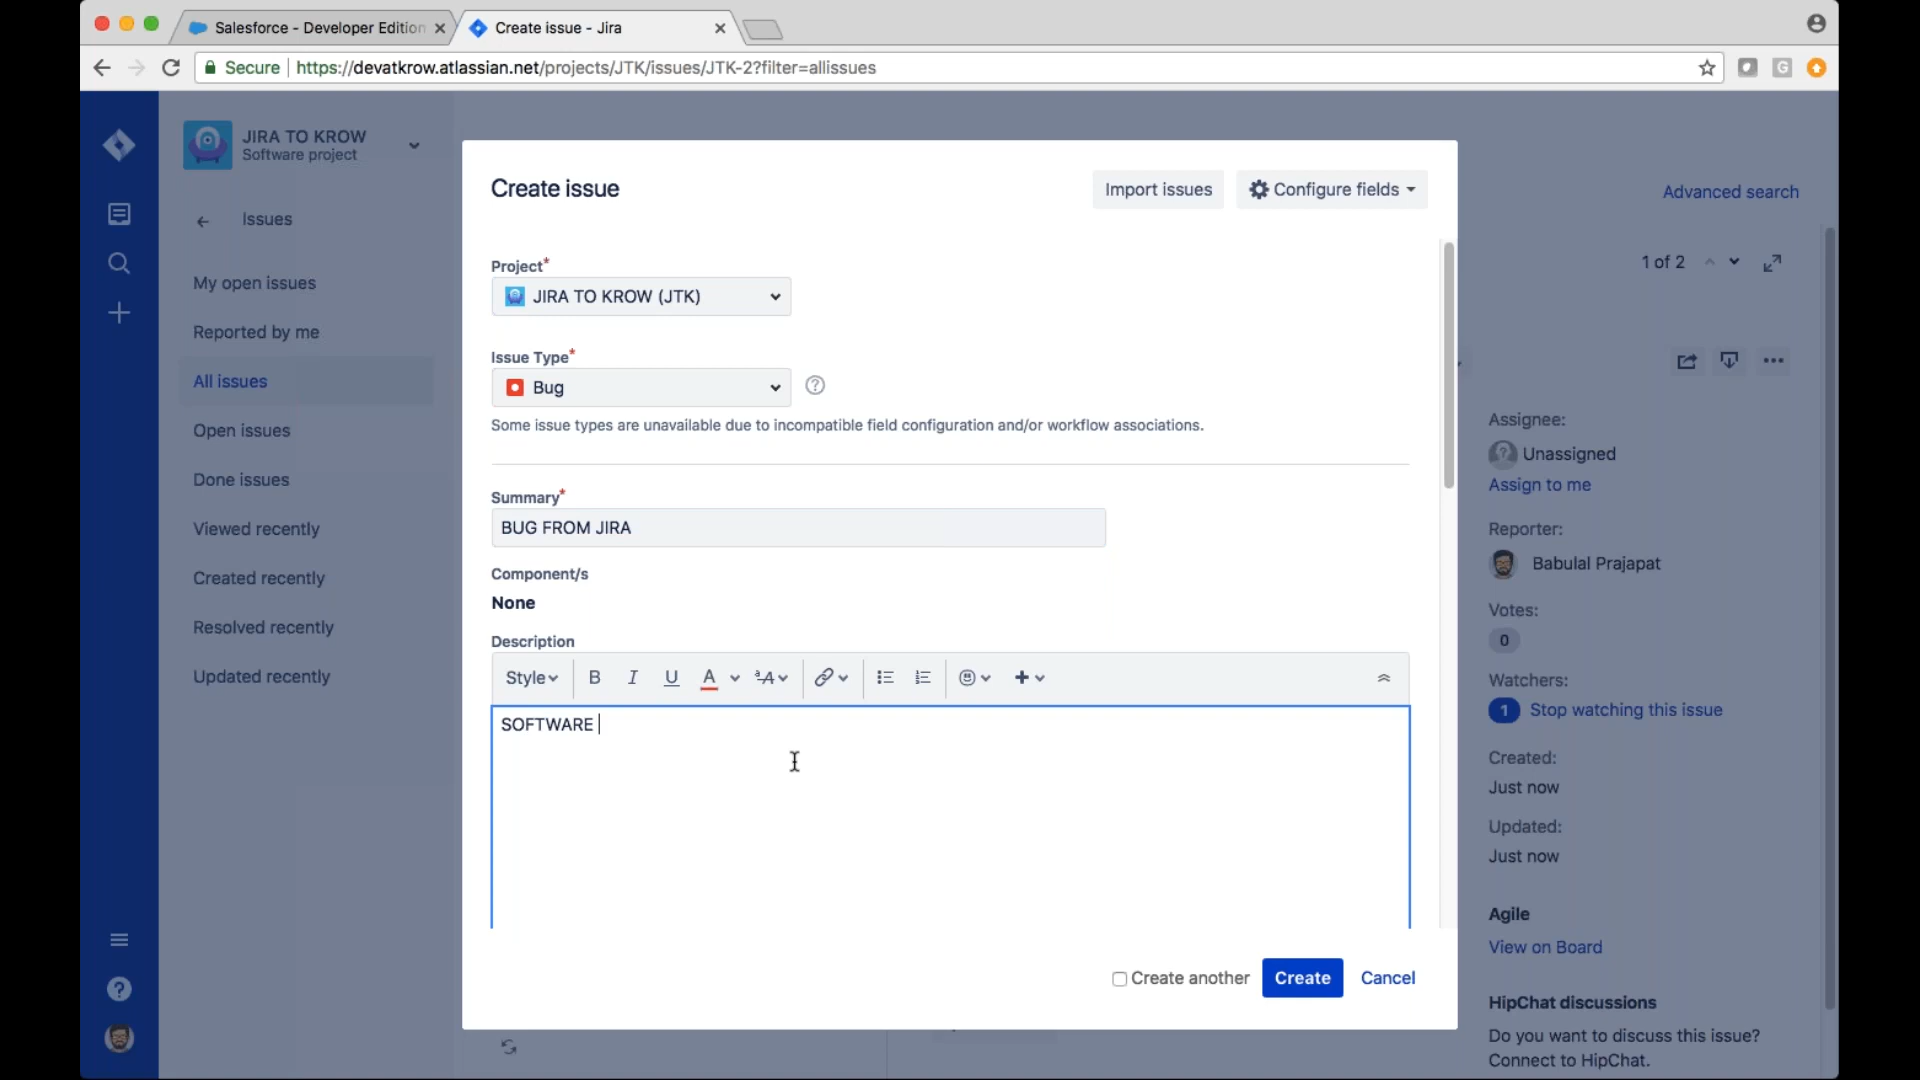 Salesforce - Developer Edition
Create issue - Jira
Secure
https://devatkrow.atlassian.net/projects/JTK/issues/JTK-2?filter=allissues
G
JIRA TO KROW
Software project
Issues
My open issues
Reported by me
All issues
Open issues
Done issues
Viewed recently
Created recently
Resolved recently
Updated recently
Create issue
Import issues
Configure fields
Project*
JIRA TO KROW (JTK)
Issue Type*
Bug
Some issue types are unavailable due to incompatible field configuration and/or workflow associations.
Summary*
BUG FROM JIRA
Component/s
None
Description
Style B I U A A
SOFTWARE
Create another
Create
Cancel
Advanced search
1 of 2
Assignee:
Unassigned
Assign to me
Reporter:
Babulal Prajapat
Votes:
0
Watchers:
1 Stop watching this issue
Created:
Just now
Updated:
Just now
Agile
View on Board
HipChat discussions
Do you want to discuss this issue?
Connect to HipChat.